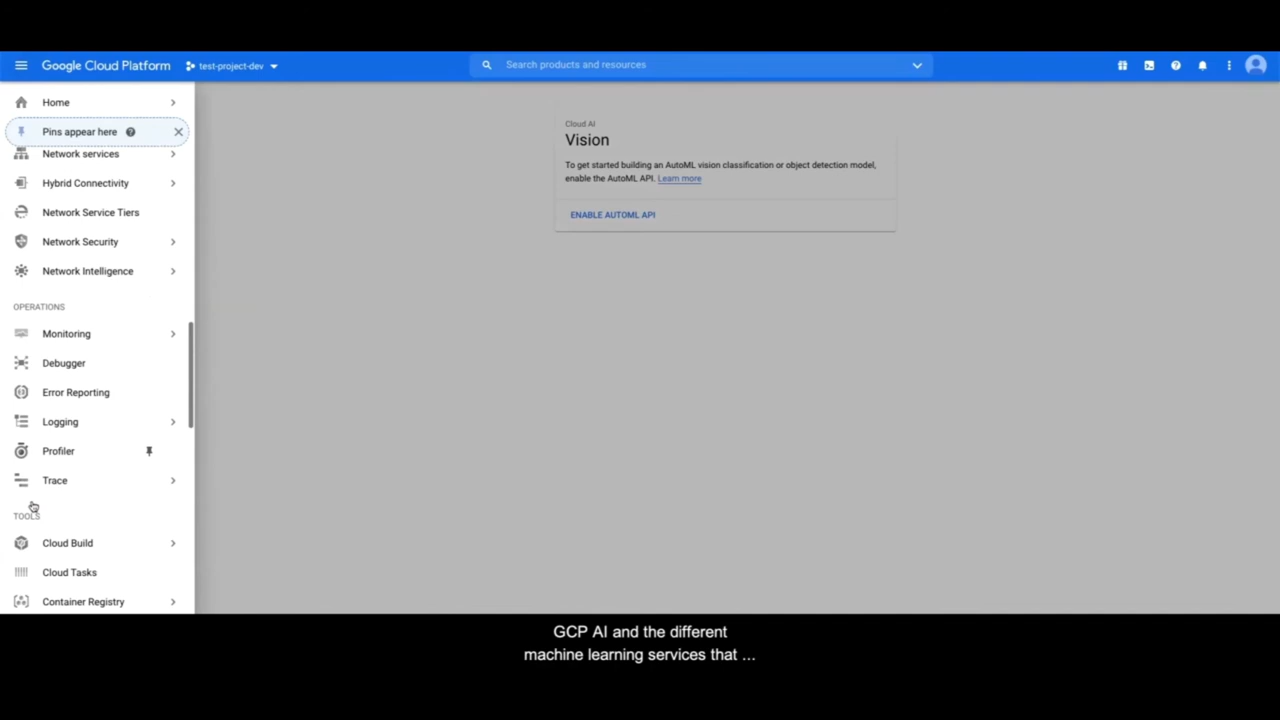 Google Cloud Platform
test-project-dev
Search products and resources
Home
Pins appear here
Network services
Hybrid Connectivity
Network Service Tiers
Network Security
Network Intelligence
OPERATIONS
Monitoring
Debugger
Error Reporting
Logging
Profiler
Trace
TOOLS
Cloud Build
Cloud Tasks
Container Registry
Cloud AI
Vision
To get started building an AutoML vision classification or object detection model,
enable the AutoML API. Learn more
ENABLE AUTOML API
GCP AI and the different
machine learning services that ...